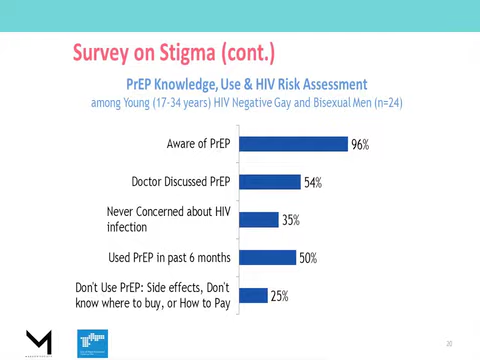 Survey on Stigma (cont.)
PrEP Knowledge, Use & HIV Risk Assessment
among Young (17-34 years) HIV Negative Gay and Bisexual Men (n=24)
Aware of PrEP
96%
Doctor Discussed PrEP
54%
Never Concerned about HIV
infection
35%
Used PrEP in past 6 months
50%
Don't Use PrEP: Side effects, Don't
know where to buy, or How to Pay
25%
20